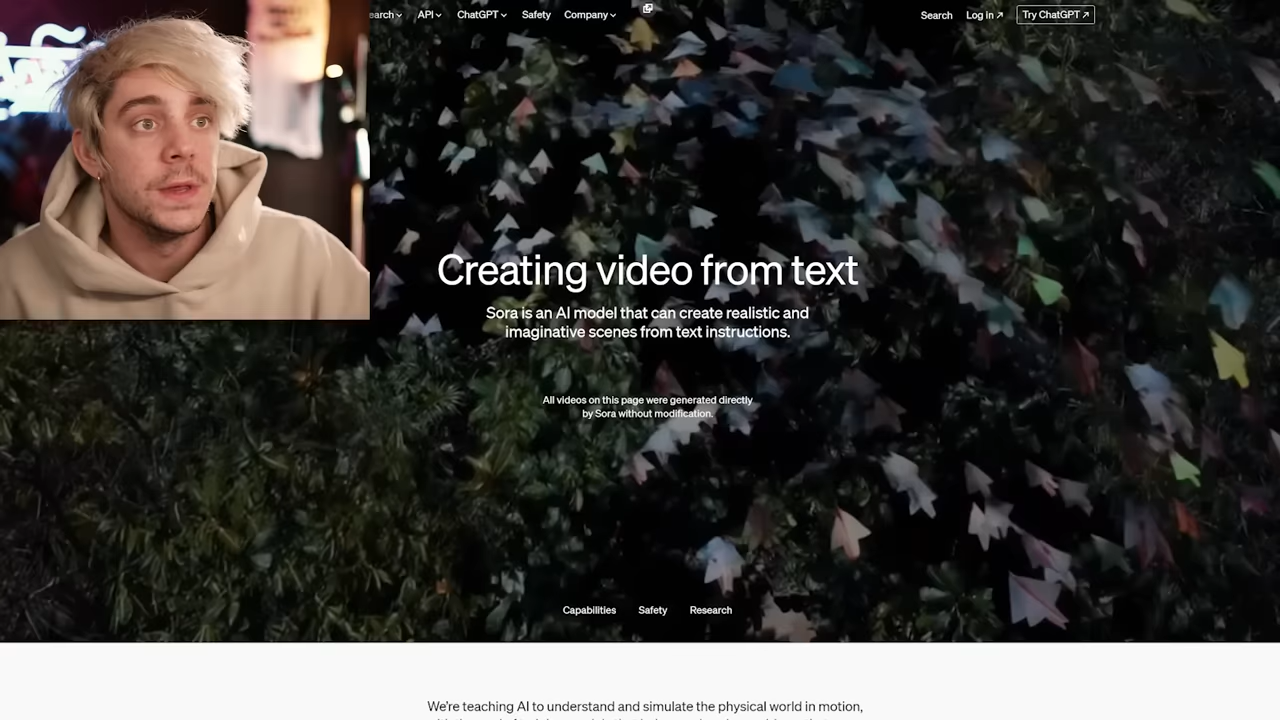 earch
API
ChatGPT
Safety
Company
Search
Log in ↗
Try ChatGPT ↗
Creating video from text
Sora is an AI model that can create realistic and
imaginative scenes from text instructions.
All videos on this page were generated directly
by Sora without modification.
Capabilities
Safety
Research
We're teaching AI to understand and simulate the physical world in motion,